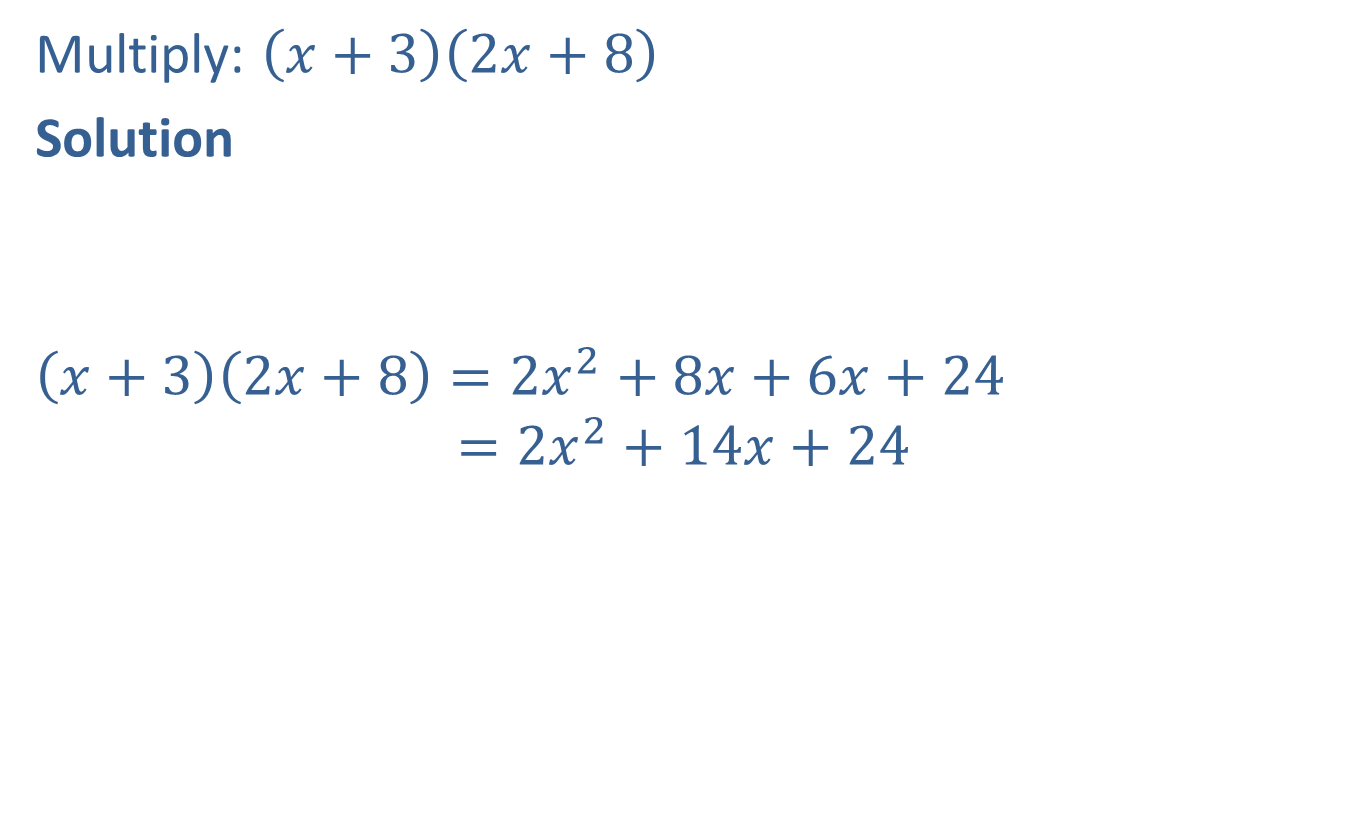 Multiply: (x + 3)(2x + 8)
Solution
(x + 3)(2x + 8) = 2x² + 8x + 6x + 24
= 2x² + 14x + 24